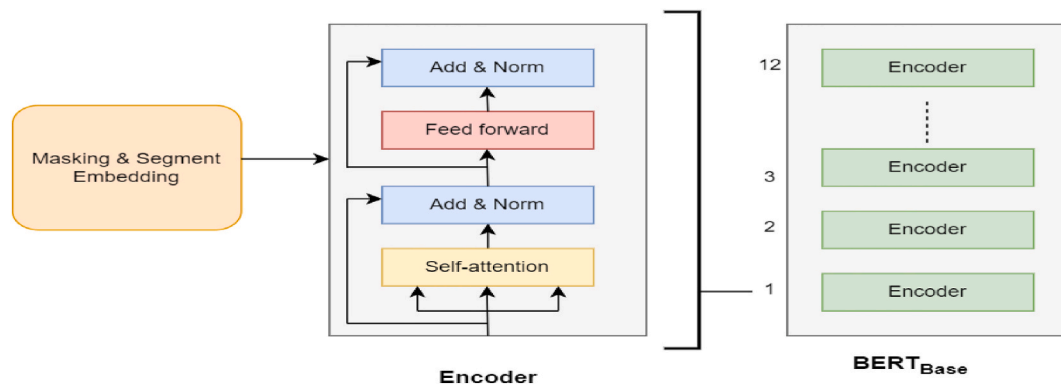 Masking & Segment
Embedding
Add & Norm
Feed forward
Add & Norm
Self-attention
Encoder
12
Encoder
3
Encoder
2
Encoder
1
Encoder
BERTBase